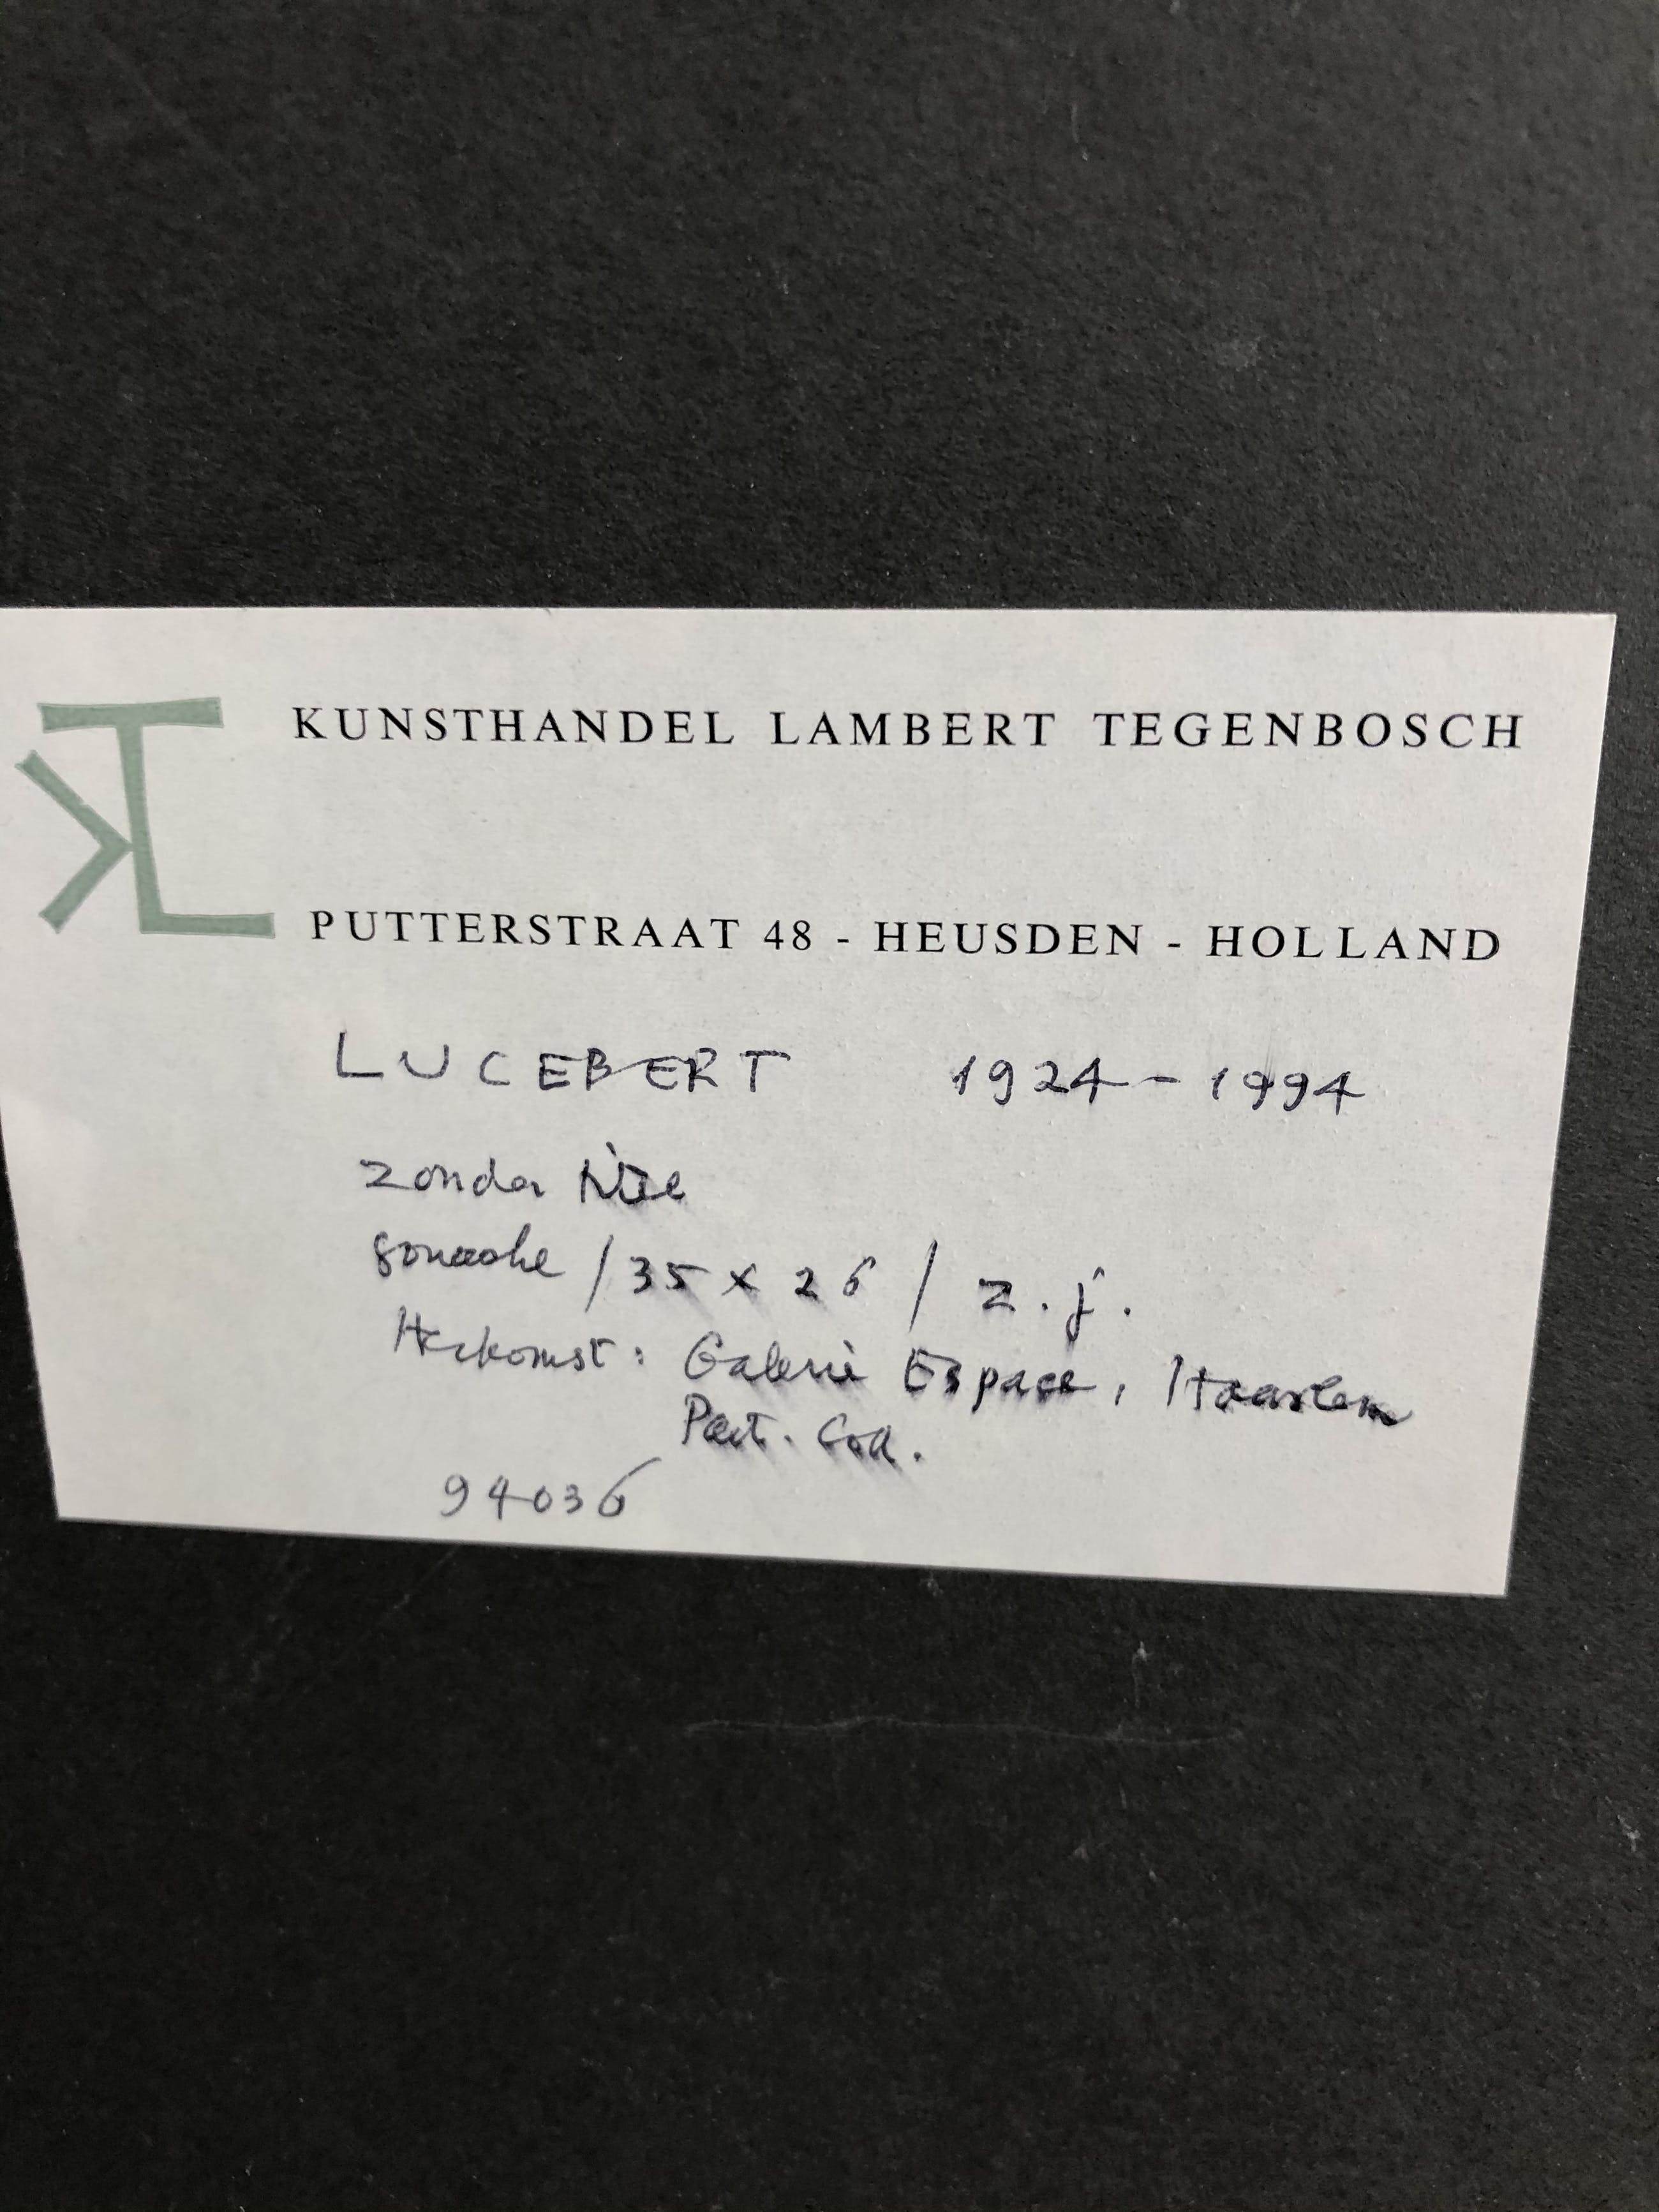 KUNSTHANDEL LAMBERT TEGENBOSCH
PUTTERSTRAAT 48 - HEUSDEN - HOLLAND
LUCEBERT 1924-1994
zonder titel
gouache / 35 x 26 / z.j.
Herkomst: Galerie Espace, Haarlem
Part. Coll.
94036